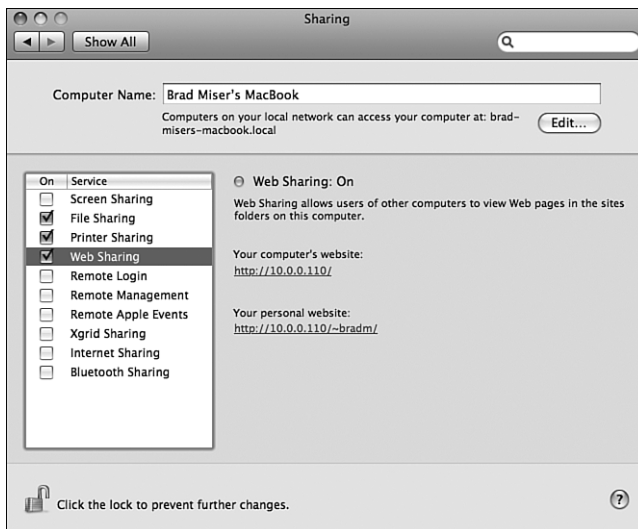 Sharing
Show All
Computer Name: Brad Miser's MacBook
Computers on your local network can access your computer at: brad-
misers-macbook.local
Edit...
On Service
Screen Sharing
File Sharing
Printer Sharing
Web Sharing
Remote Login
Remote Management
Remote Apple Events
Xgrid Sharing
Internet Sharing
Bluetooth Sharing
Web Sharing: On
Web Sharing allows users of other computers to view Web pages in the sites
folders on this computer.
Your computer's website:
http://10.0.0.110/
Your personal website:
http://10.0.0.110/~bradm/
Click the lock to prevent further changes.
?